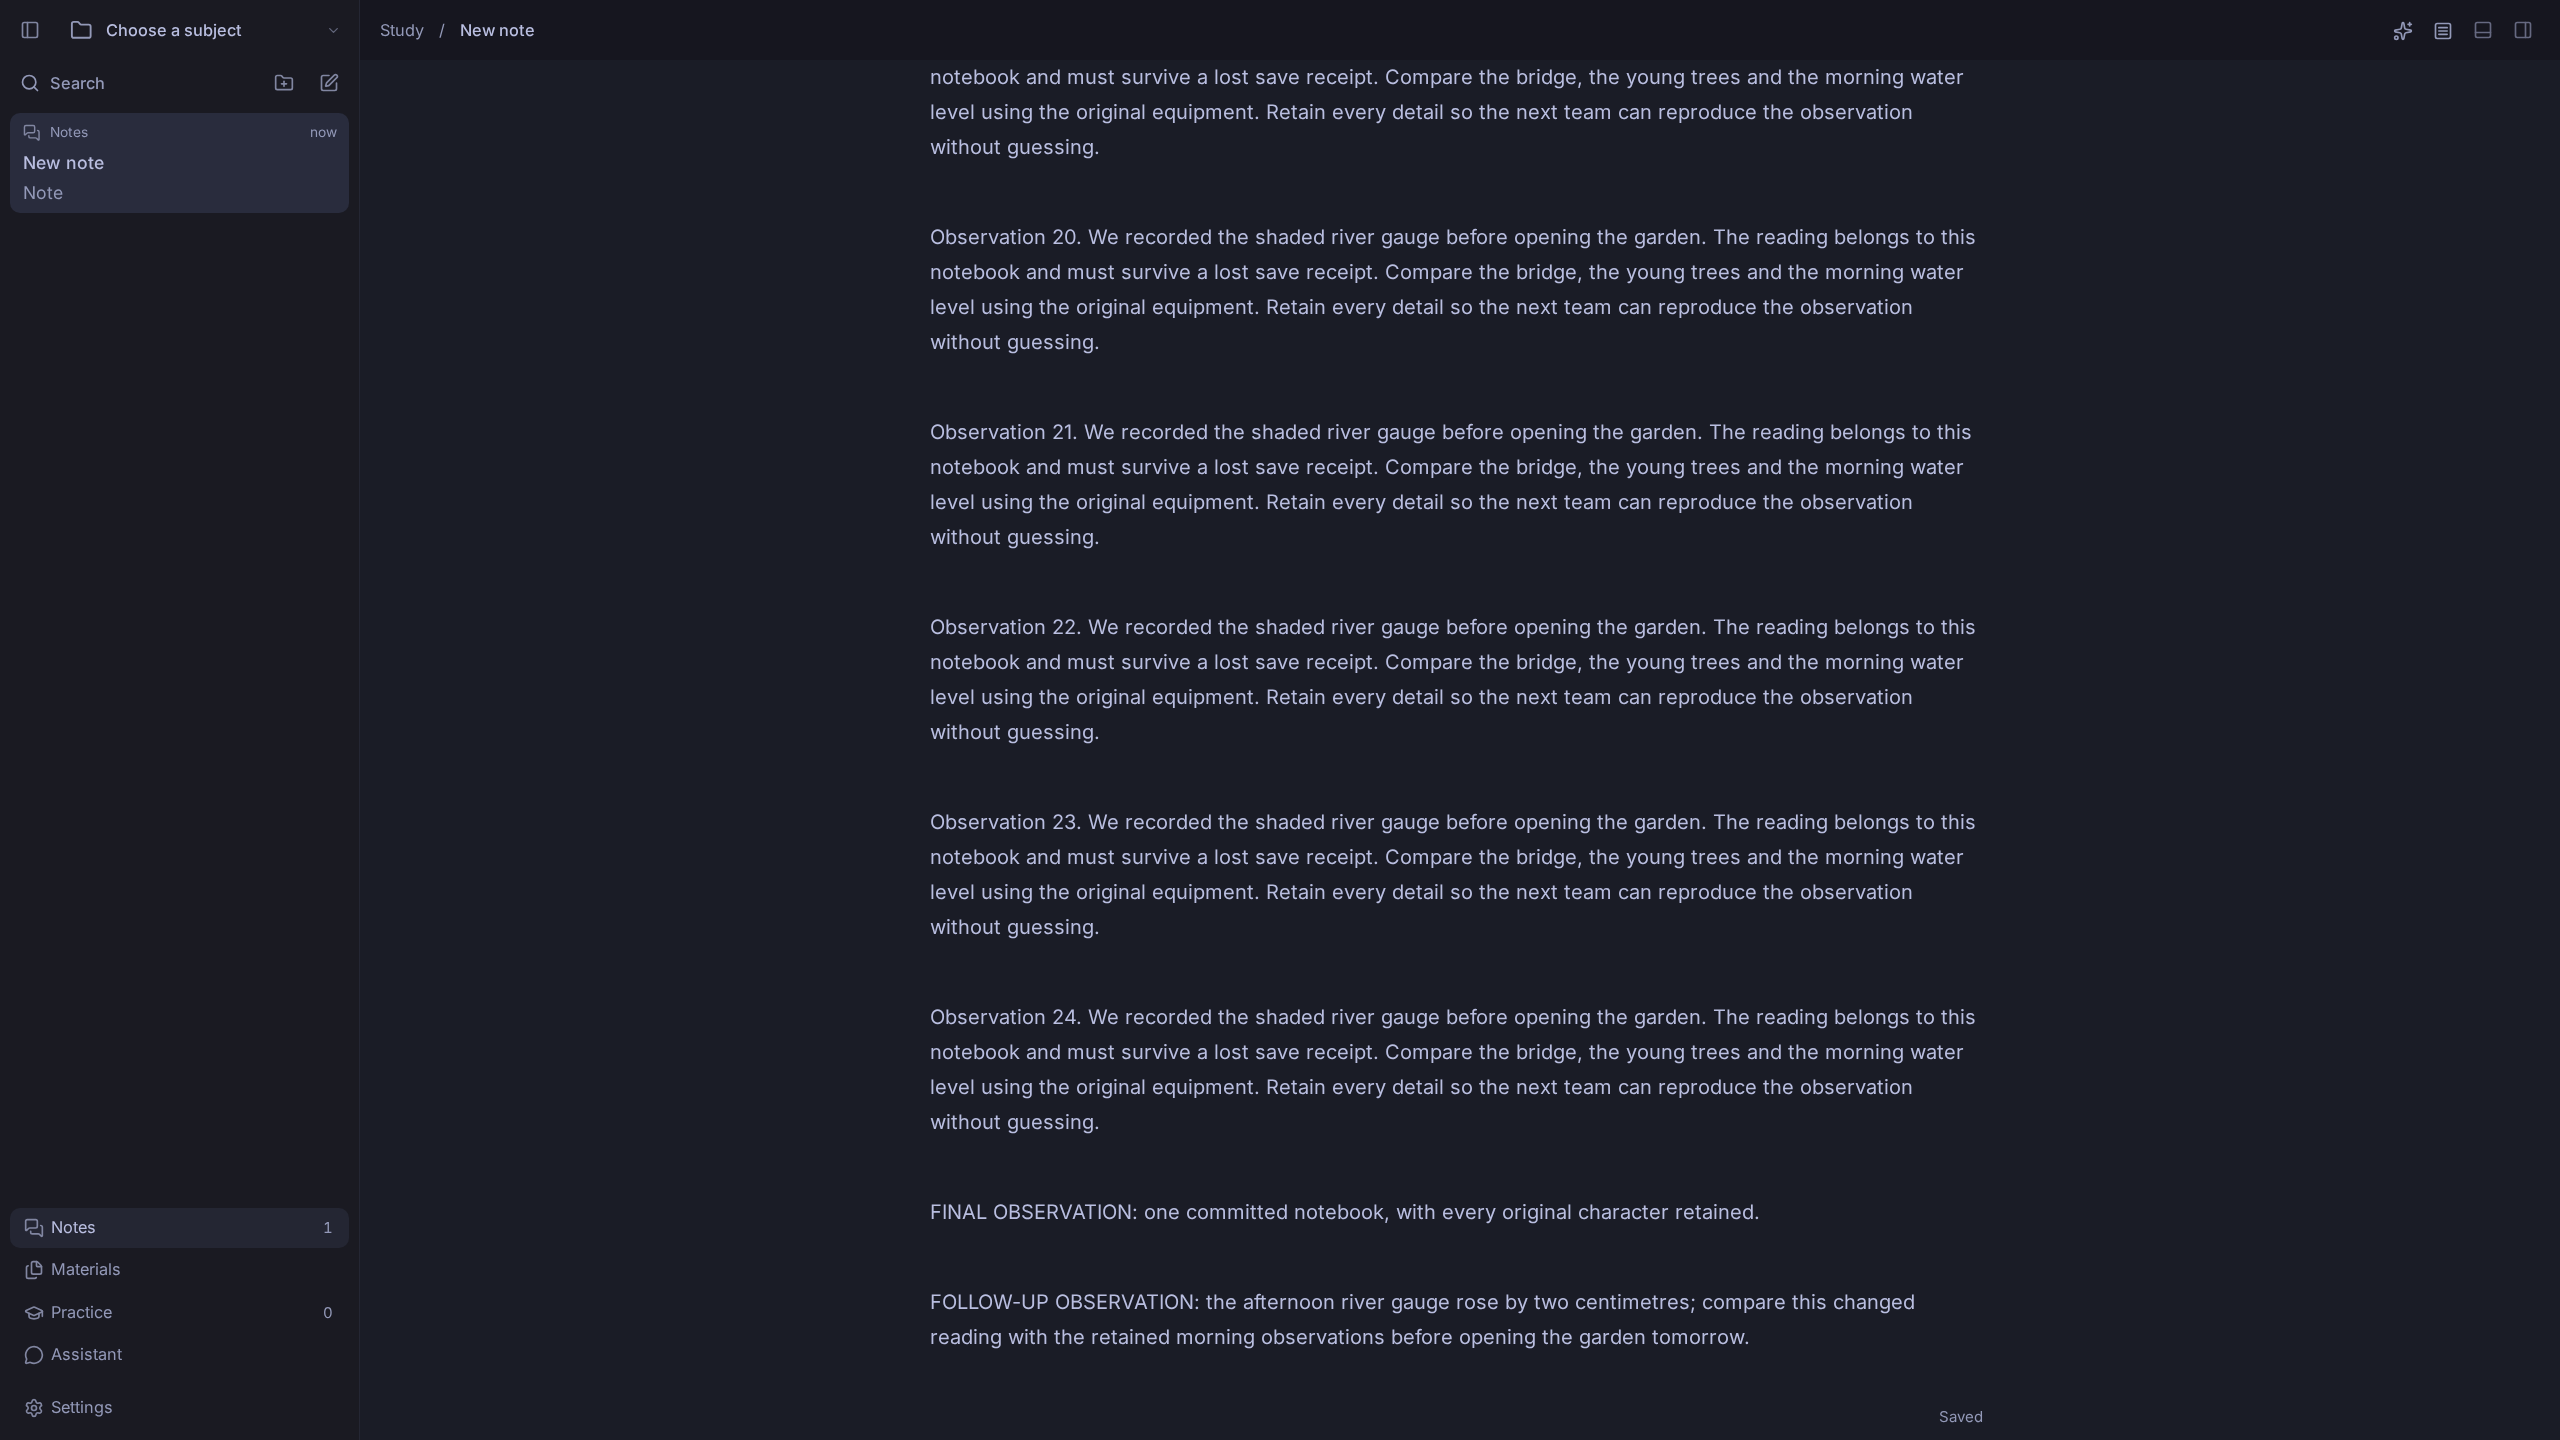 Choose a subject
Search
Notes now
New note
Note
Notes 1
Materials
Practice 0
Assistant
Settings
Study / New note
notebook and must survive a lost save receipt. Compare the bridge, the young trees and the morning water
level using the original equipment. Retain every detail so the next team can reproduce the observation
without guessing.
Observation 20. We recorded the shaded river gauge before opening the garden. The reading belongs to this
notebook and must survive a lost save receipt. Compare the bridge, the young trees and the morning water
level using the original equipment. Retain every detail so the next team can reproduce the observation
without guessing.
Observation 21. We recorded the shaded river gauge before opening the garden. The reading belongs to this
notebook and must survive a lost save receipt. Compare the bridge, the young trees and the morning water
level using the original equipment. Retain every detail so the next team can reproduce the observation
without guessing.
Observation 22. We recorded the shaded river gauge before opening the garden. The reading belongs to this
notebook and must survive a lost save receipt. Compare the bridge, the young trees and the morning water
level using the original equipment. Retain every detail so the next team can reproduce the observation
without guessing.
Observation 23. We recorded the shaded river gauge before opening the garden. The reading belongs to this
notebook and must survive a lost save receipt. Compare the bridge, the young trees and the morning water
level using the original equipment. Retain every detail so the next team can reproduce the observation
without guessing.
Observation 24. We recorded the shaded river gauge before opening the garden. The reading belongs to this
notebook and must survive a lost save receipt. Compare the bridge, the young trees and the morning water
level using the original equipment. Retain every detail so the next team can reproduce the observation
without guessing.
FINAL OBSERVATION: one committed notebook, with every original character retained.
FOLLOW-UP OBSERVATION: the afternoon river gauge rose by two centimetres; compare this changed
reading with the retained morning observations before opening the garden tomorrow.
Saved